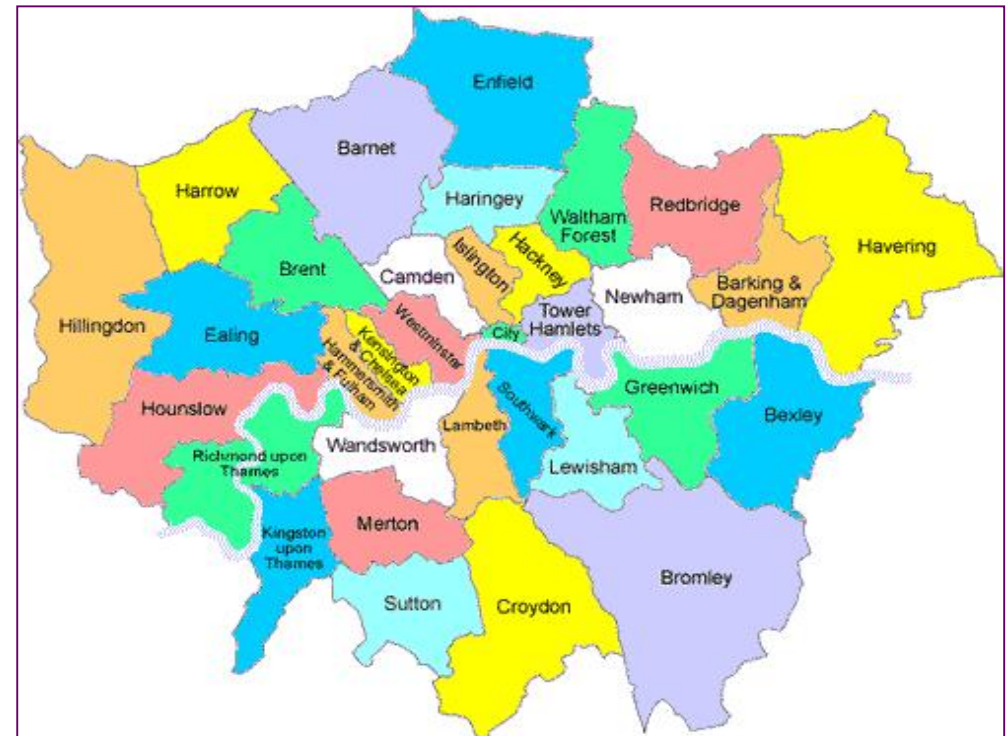 Enfield
Barnet
Harrow
Haringey
Waltham
Forest
Redbridge
Havering
Brent
Camden
Islington
Hackney
Barking &
Dagenham
Newham
Hillingdon
Ealing
Tower
Hamlets
City
Westminster
Kensington
& Chelsea
Hammersmith
& Fulham
Hounslow
Greenwich
Bexley
Southwark
Lambeth
Wandsworth
Richmond upon
Thames
Lewisham
Merton
Kingston
upon
Thames
Bromley
Sutton
Croydon